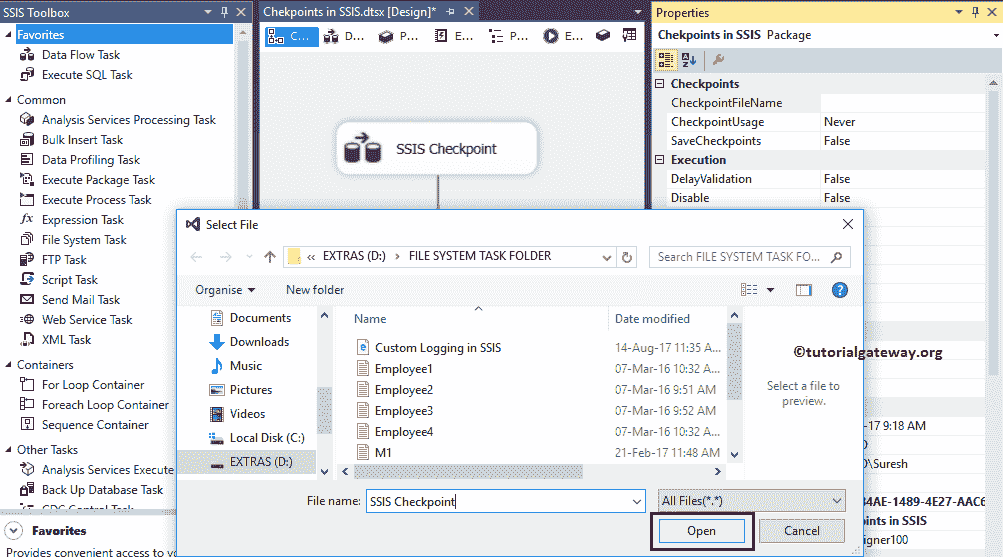 SSIS Toolbox
Favorites
Data Flow Task
Execute SQL Task
Common
Analysis Services Processing Task
Bulk Insert Task
Data Profiling Task
Execute Package Task
Execute Process Task
Expression Task
File System Task
FTP Task
Script Task
Send Mail Task
Web Service Task
XML Task
Containers
For Loop Container
Foreach Loop Container
Sequence Container
Other Tasks
Analysis Services Execute
Back Up Database Task
CDC Control Task
Favorites
Provides convenient access to yo
Chekpoints in SSIS.dtsx [Design]*
C... D... P... E... P... E...
SSIS Checkpoint
Properties
Chekpoints in SSIS Package
Checkpoints
CheckpointFileName
CheckpointUsage Never
SaveCheckpoints False
Execution
DelayValidation False
Disable False
Select File
EXTRAS (D:) FILE SYSTEM TASK FOLDER
Search FILE SYSTEM TASK FO...
Organise New folder
Documents
Downloads
Music
Pictures
Videos
Local Disk (C:)
EXTRAS (D:)
Name Date modified
Custom Logging in SSIS 14-Aug-17 11:35 A...
Employee1 07-Mar-16 10:32 A...
Employee2 07-Mar-16 9:51 AM
Employee3 07-Mar-16 9:52 AM
Employee4 07-Mar-16 10:32 A...
M1 21-Feb-17 11:48 AM
Select a file to
preview.
File name: SSIS Checkpoint
All Files(*.*)
Open Cancel
©tutorialgateway.org
-17 9:18 AM
D\Suresh
34AE-1489-4E27-AAC6
ints in SSIS
igner100